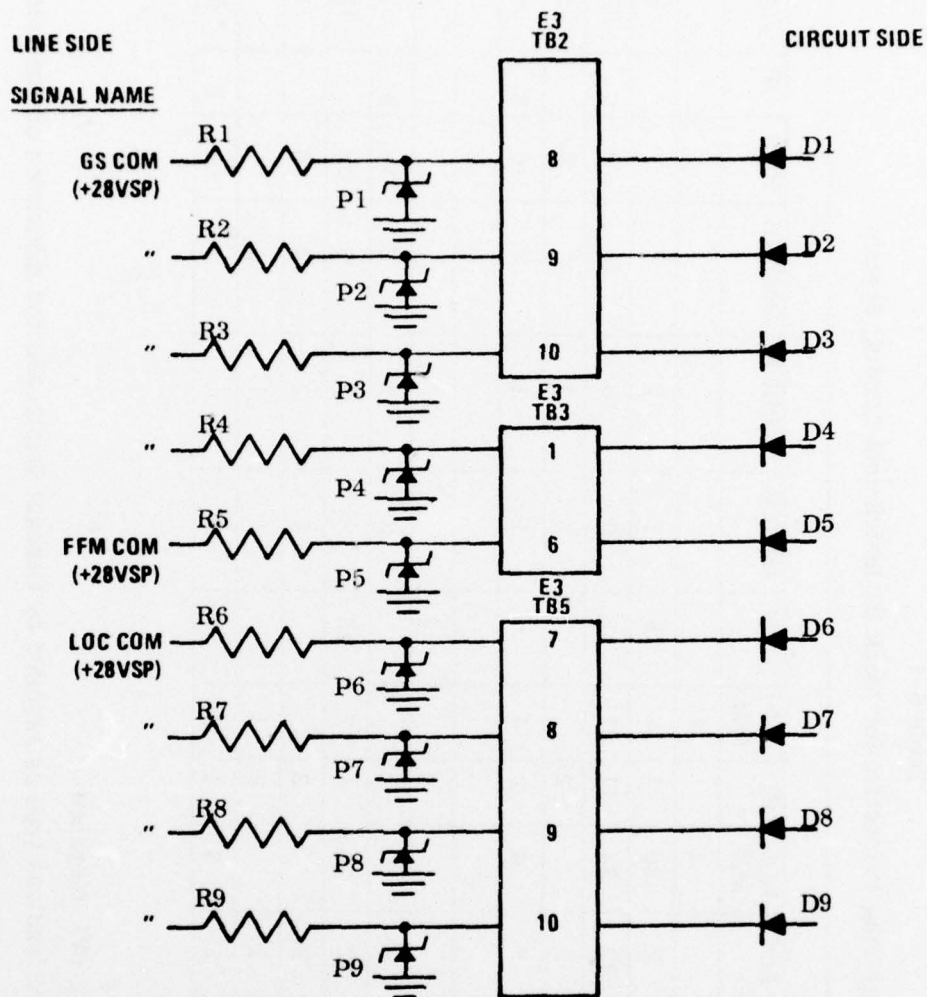 E3
TB2
LINE SIDE
CIRCUIT SIDE
SIGNAL NAME
R1
GS COM
(+28VSP)
P1
8
D1
"
R2
P2
9
D2
"
R3
P3
10
D3
E3
TB3
"
R4
P4
1
D4
R5
FFM COM
(+28VSP)
P5
6
D5
E3
TB5
R6
LOC COM
(+28VSP)
P6
7
D6
"
R7
P7
8
D7
"
R8
P8
9
D8
"
R9
P9
10
D9